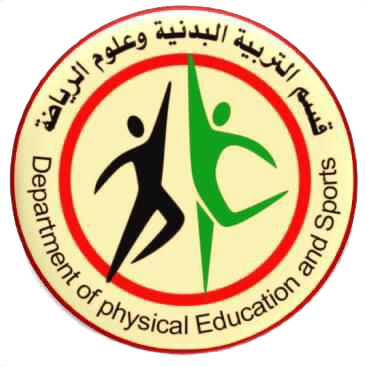 قسم التربية البدنية وعلوم الرياضة
Department of physical Education and Sports